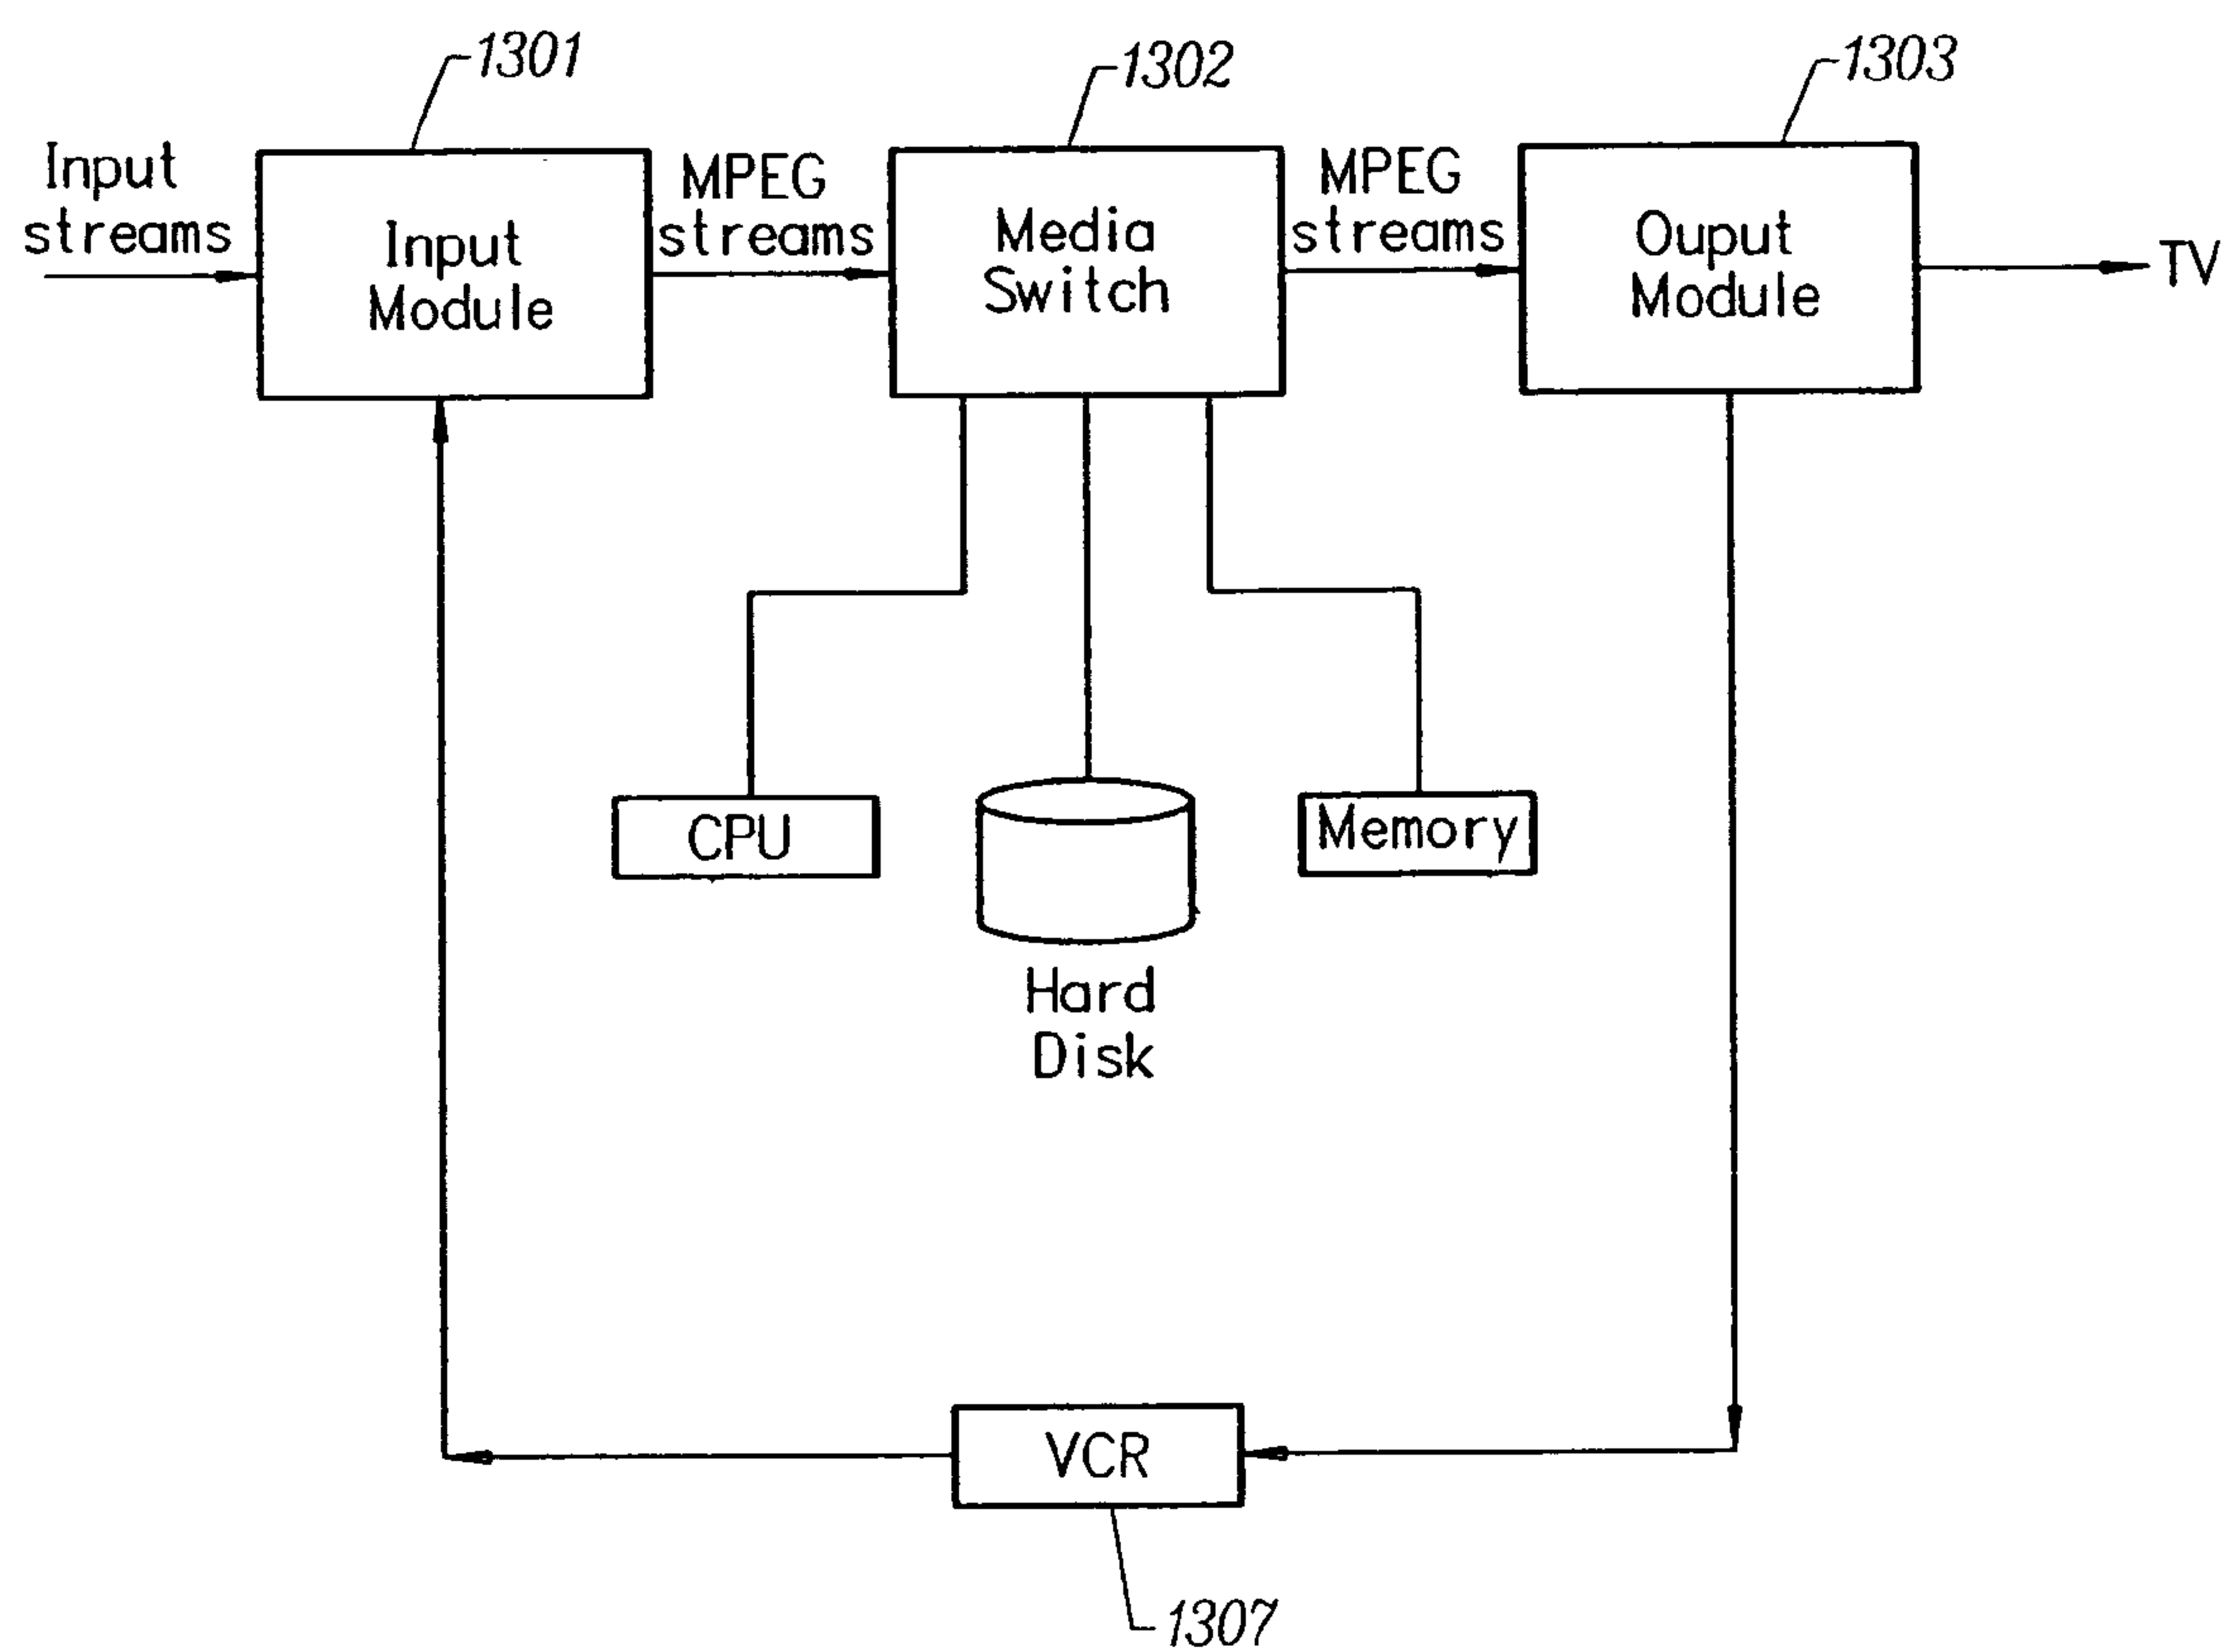 1301
1302
1303
Input
streams
Input
Module
MPEG
streams
Media
Switch
MPEG
streams
Ouput
Module
TV
CPU
Memory
Hard
Disk
VCR
1307